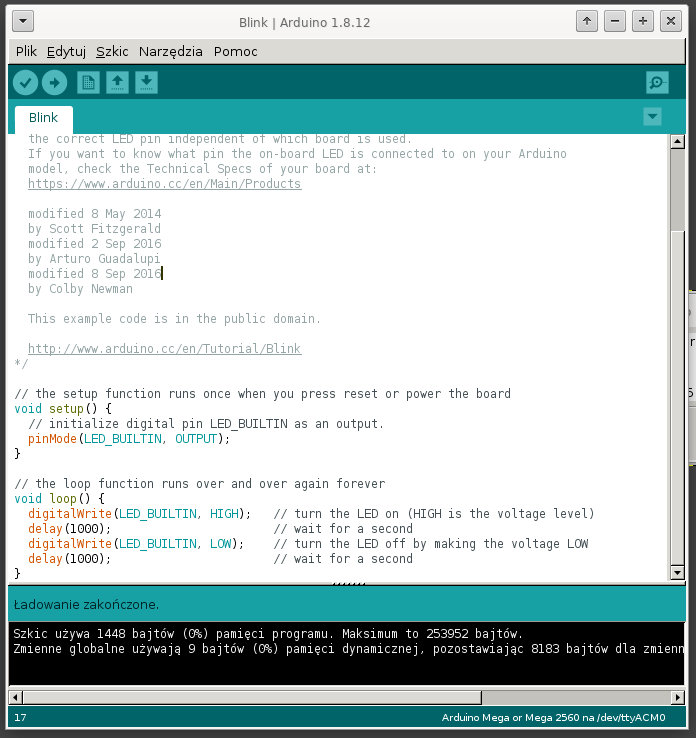 Blink | Arduino 1.8.12
Plik Edytuj Szkic Narzędzia Pomoc
Blink
the correct LED pin independent of which board is used.
If you want to know what pin the on-board LED is connected to on your Arduino
model, check the Technical Specs of your board at:
https://www.arduino.cc/en/Main/Products
modified 8 May 2014
by Scott Fitzgerald
modified 2 Sep 2016
by Arturo Guadalupi
modified 8 Sep 2016
by Colby Newman
This example code is in the public domain.
http://www.arduino.cc/en/Tutorial/Blink
*/
// the setup function runs once when you press reset or power the board
void setup() {
// initialize digital pin LED_BUILTIN as an output.
pinMode(LED_BUILTIN, OUTPUT);
}
// the loop function runs over and over again forever
void loop() {
digitalWrite(LED_BUILTIN, HIGH); // turn the LED on (HIGH is the voltage level)
delay(1000); // wait for a second
digitalWrite(LED_BUILTIN, LOW); // turn the LED off by making the voltage LOW
delay(1000); // wait for a second
}
Ładowanie zakończone.
Szkic używa 1448 bajtów (0%) pamięci programu. Maksimum to 253952 bajtów.
Zmienne globalne używają 9 bajtów (0%) pamięci dynamicznej, pozostawiając 8183 bajtów dla zmienn
17 Arduino Mega or Mega 2560 na /dev/ttyACM0